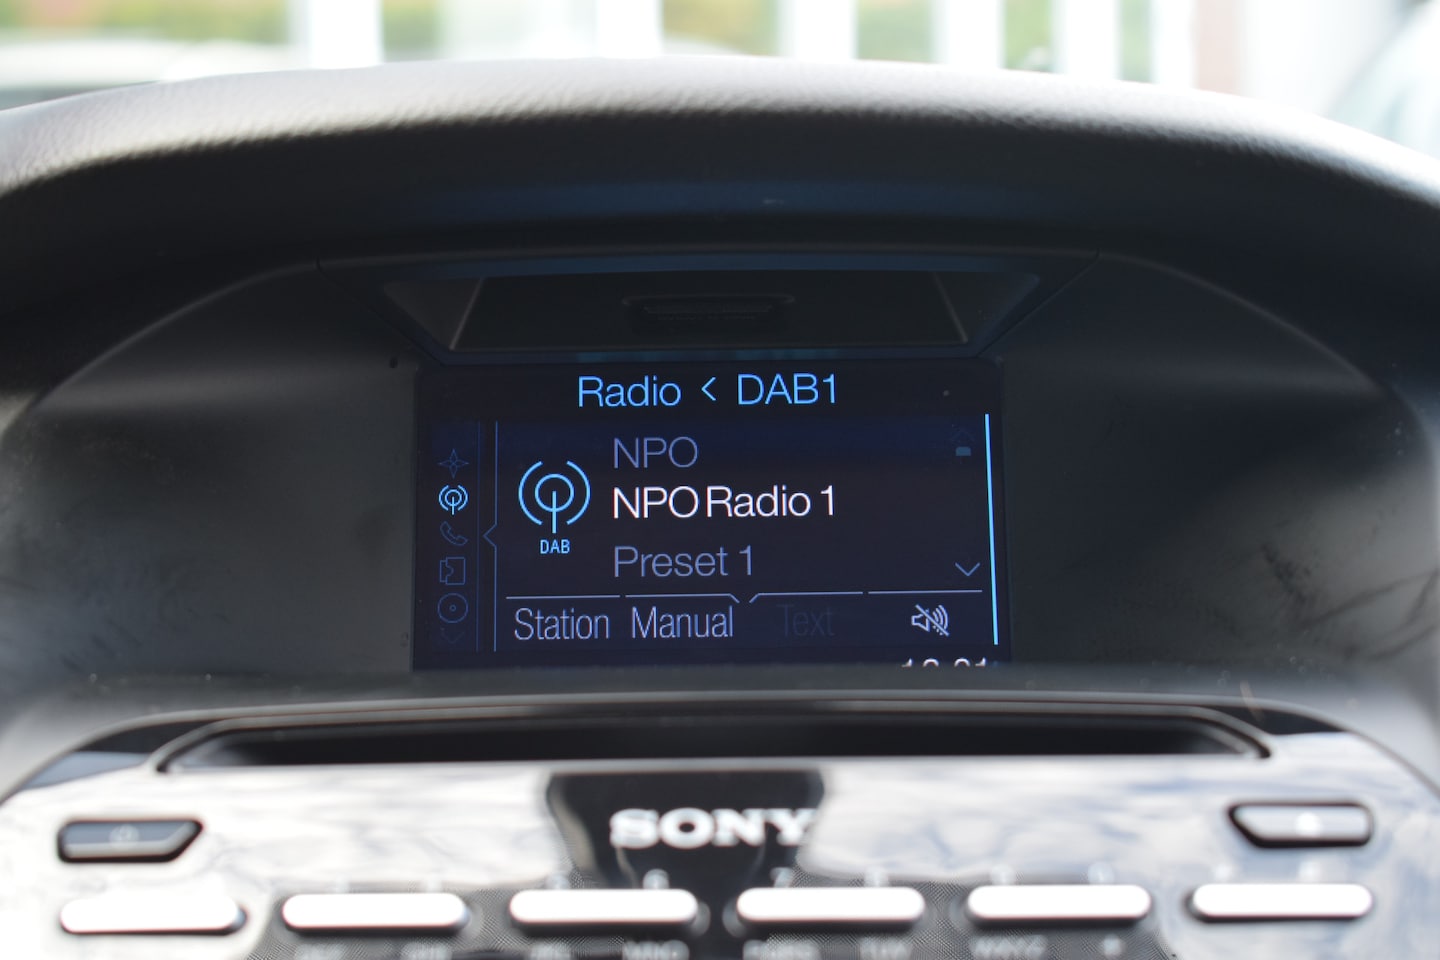 Radio < DAB1
NPO
NPO Radio 1
DAB
Preset 1
Station Manual Text
SONY